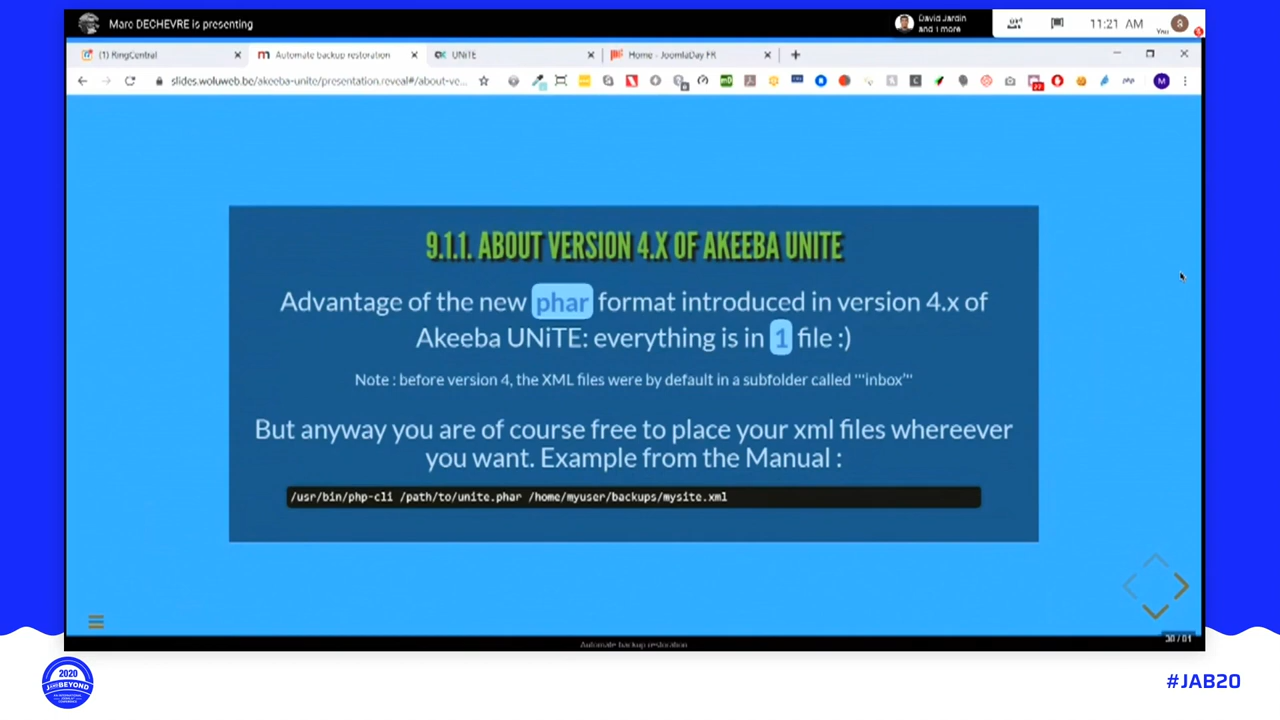 Marc DECHEVRE is presenting
David Jardin
and 1 more
11:21 AM
You
S
(1) RingCentral
Automate backup restoration
UNiTE
Home - JoomlaDay FR
slides.woluweb.be/akeeba-unite/presentation.reveal#/about-ve...
M
9.1.1. ABOUT VERSION 4.X OF AKEEBA UNITE
Advantage of the new phar format introduced in version 4.x of
Akeeba UNiTE: everything is in 1 file :)
Note : before version 4, the XML files were by default in a subfolder called '"inbox"'
But anyway you are of course free to place your xml files whereever
you want. Example from the Manual :
/usr/bin/php-cli /path/to/unite.phar /home/myuser/backups/mysite.xml
Automate backup restoration
2020
BEYOND
#JAB20